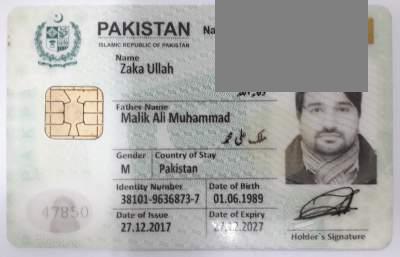 PAKISTAN Na
ISLAMIC REPUBLIC OF PAKISTAN
Name
Zaka Ullah
Father Name
Malik Ali Muhammad
ملک علی محمد
Gender Country of Stay
M Pakistan
Identity Number Date of Birth
38101-9636873-7 01.06.1989
Date of Issue Date of Expiry
27.12.2017 27.12.2027
47850
Holder's Signature